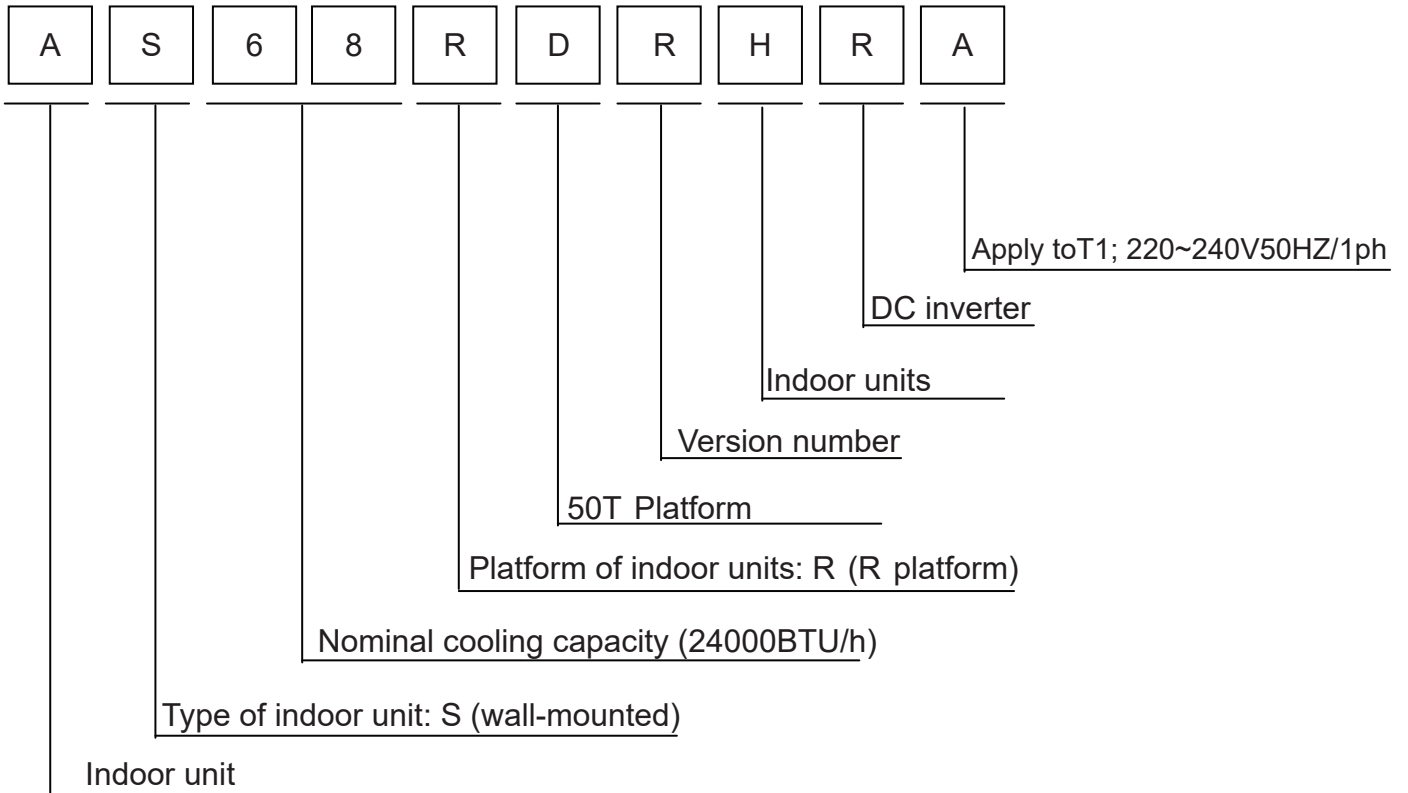 A S 6 8 R D R H R A
Apply toT1; 220~240V50HZ/1ph
DC inverter
Indoor units
Version number
50T Platform
Platform of indoor units: R (R platform)
Nominal cooling capacity (24000BTU/h)
Type of indoor unit: S (wall-mounted)
Indoor unit